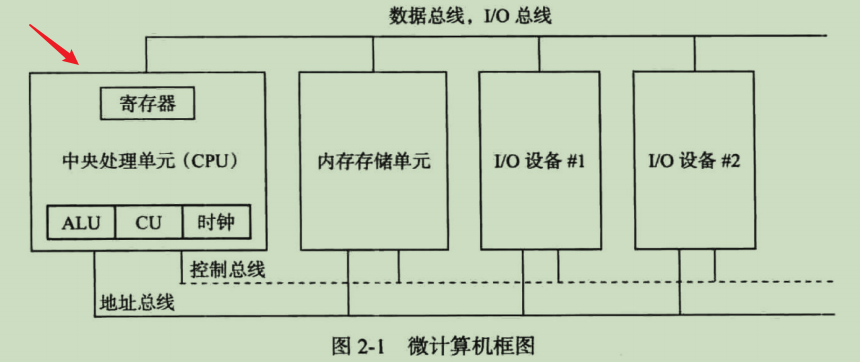 数据总线，I/O 总线
寄存器
中央处理单元（CPU）
内存存储单元
I/O 设备 #1
I/O 设备 #2
ALU
CU
时钟
控制总线
地址总线
图 2-1 微计算机框图